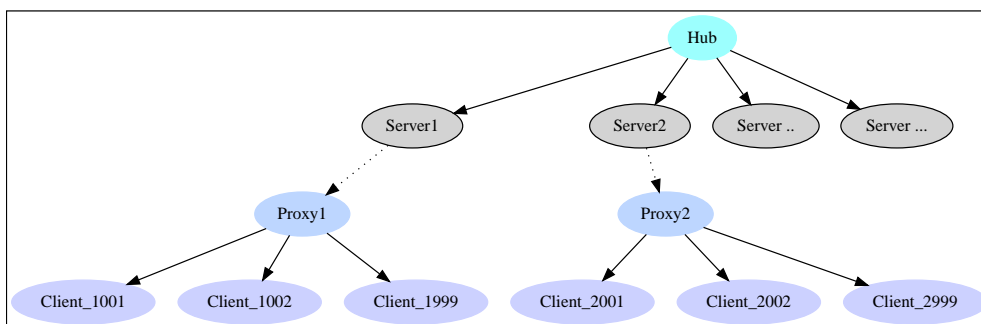 Hub
Server1
Server2
Server ..
Server ...
Proxy1
Proxy2
Client_1001
Client_1002
Client_1999
Client_2001
Client_2002
Client_2999